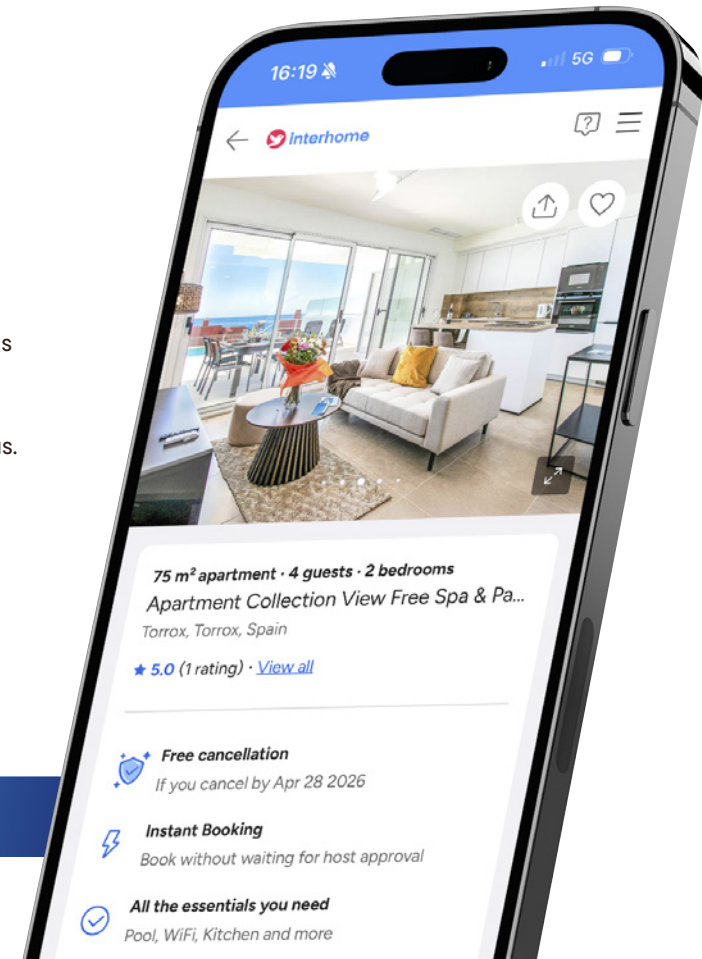 16:19
5G
interhome
s
us.
75 m² apartment · 4 guests · 2 bedrooms
Apartment Collection View Free Spa & Pa...
Torrox, Torrox, Spain
5.0 (1 rating) · View all
Free cancellation
If you cancel by Apr 28 2026
Instant Booking
Book without waiting for host approval
All the essentials you need
Pool, WiFi, Kitchen and more